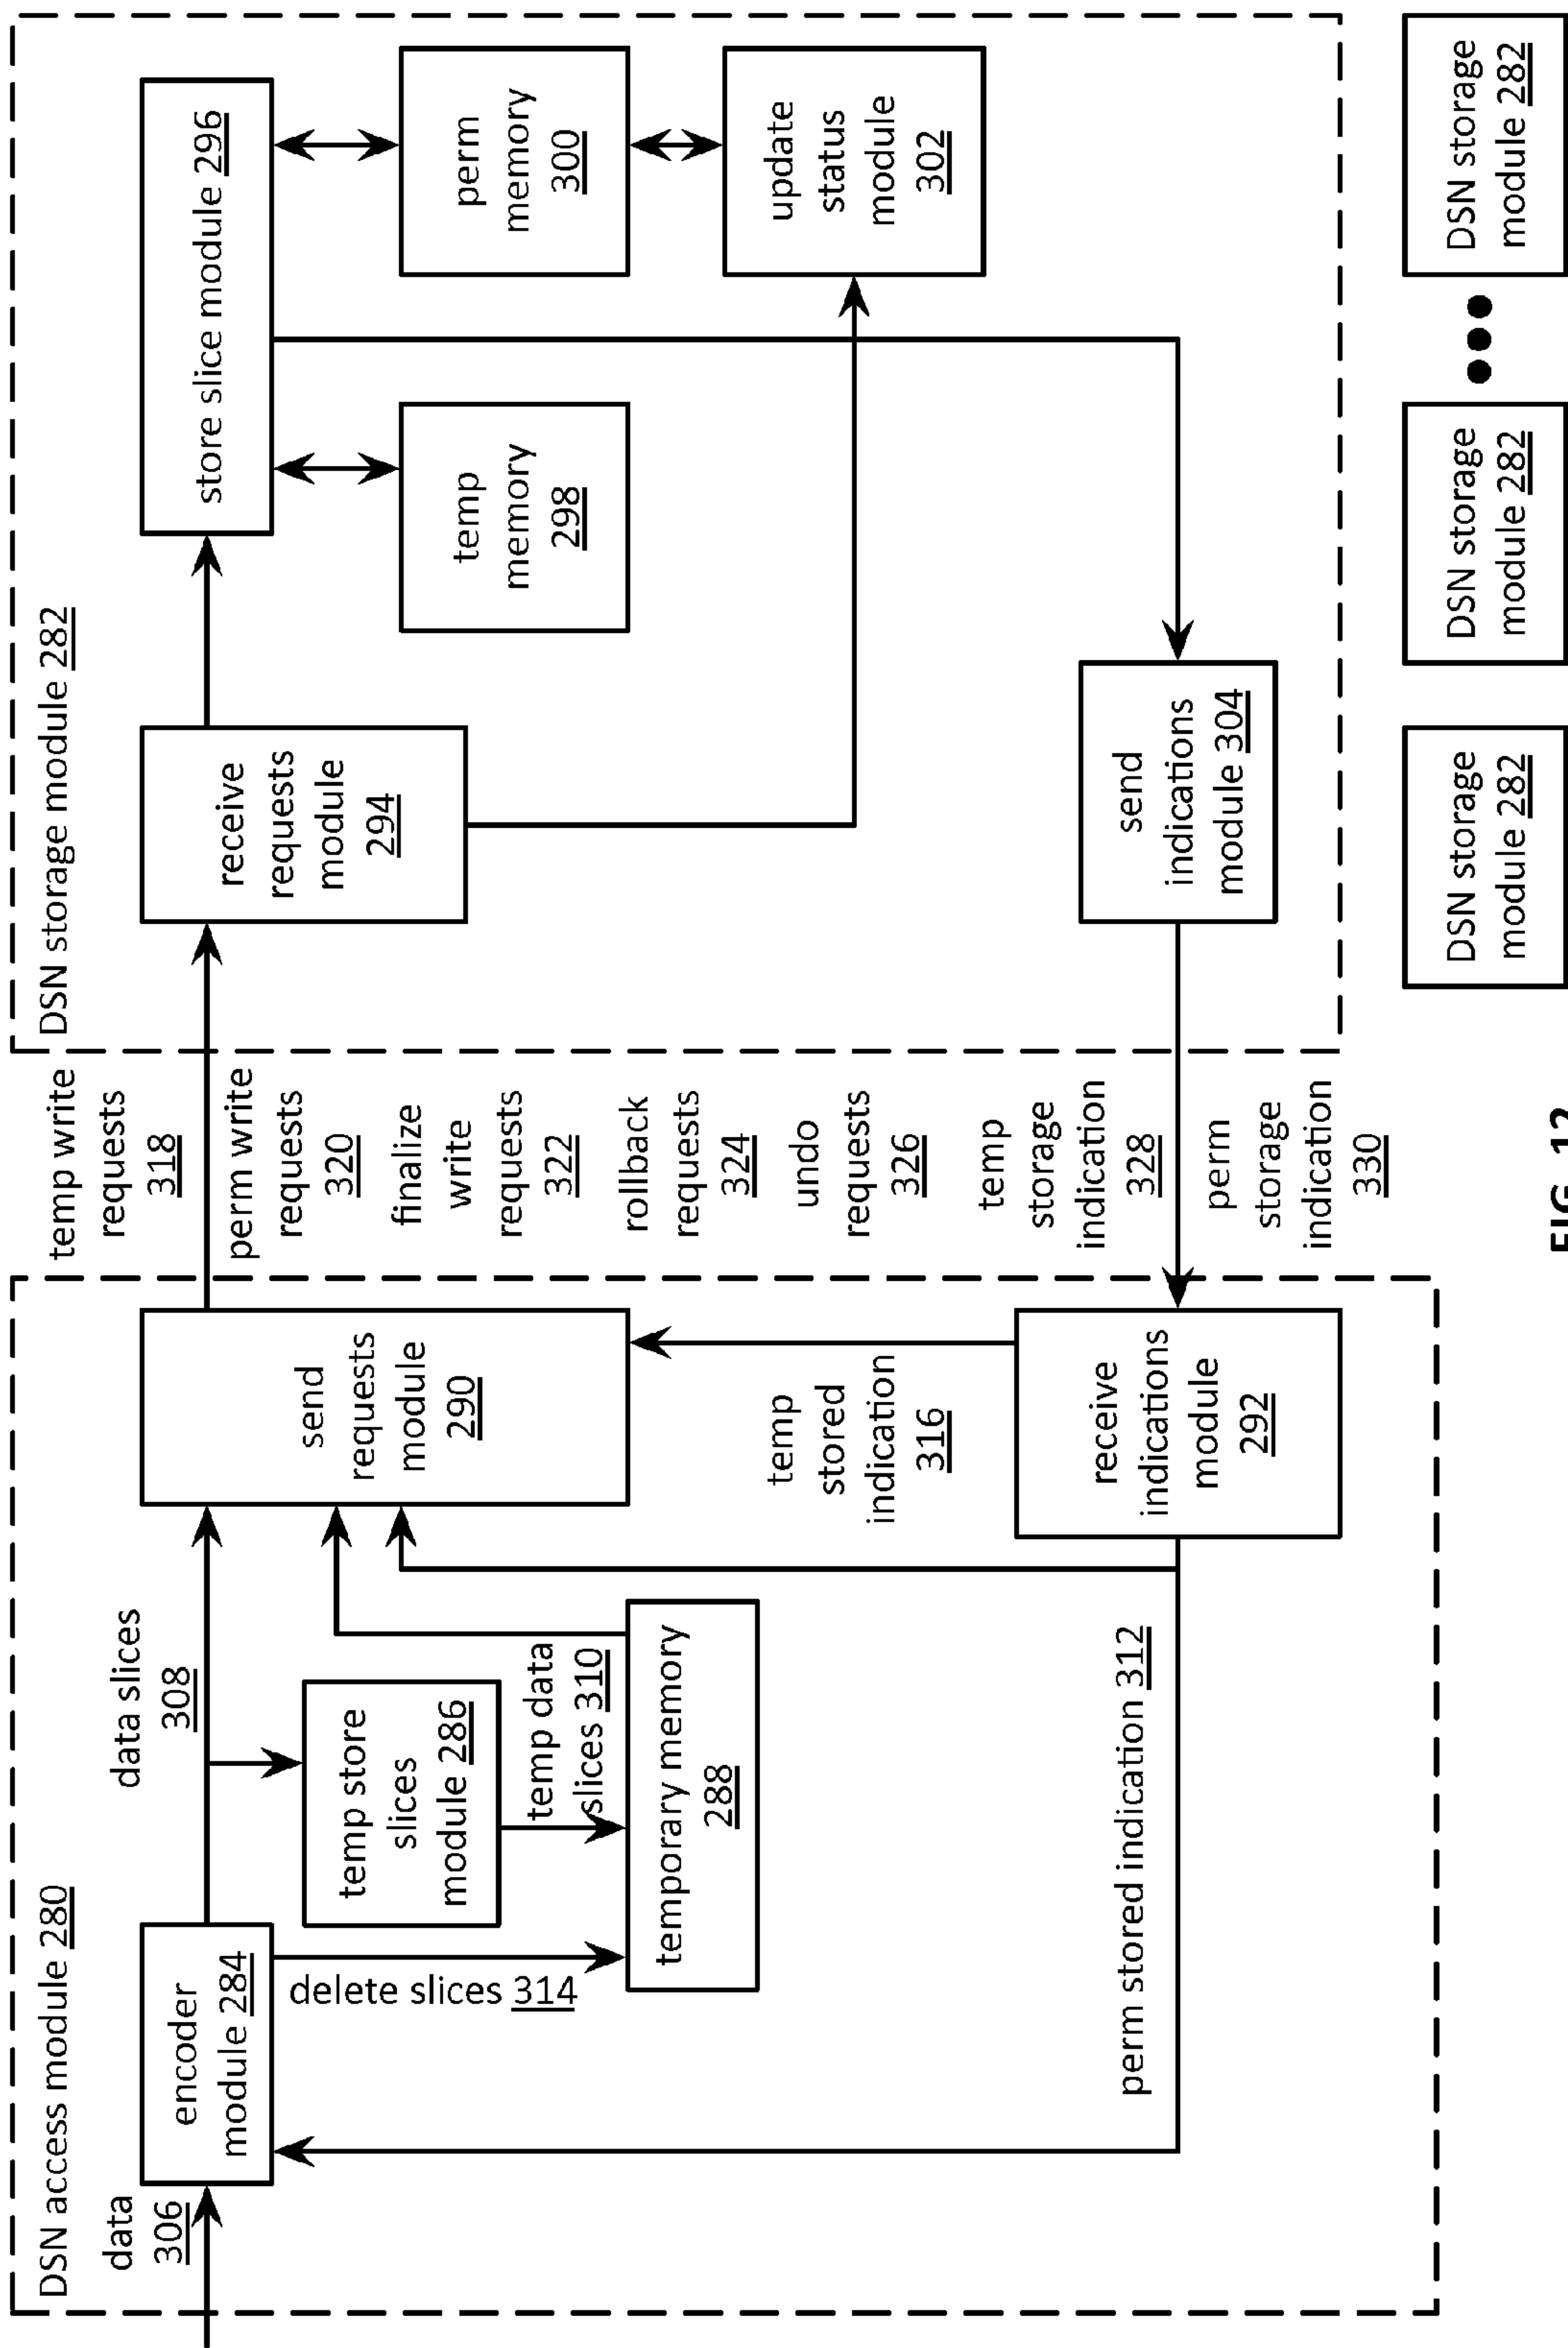 DSN access module 280
data
306
encoder
module 284
data slices
308
delete slices 314
temp store
slices
module 286
temp data
slices 310
temporary memory
288
send
requests
module
290
temp
stored
indication
316
receive
indications
module
292
perm stored indication 312
temp write
requests
318
perm write
requests
320
finalize
write
requests
322
rollback
requests
324
undo
requests
326
temp
storage
indication
328
perm
storage
indication
330
DSN storage module 282
receive
requests
module
294
store slice module 296
temp
memory
298
perm
memory
300
update
status
module
302
send
indications
module 304
DSN storage
module 282
DSN storage
module 282
DSN storage
module 282
FIG. 12